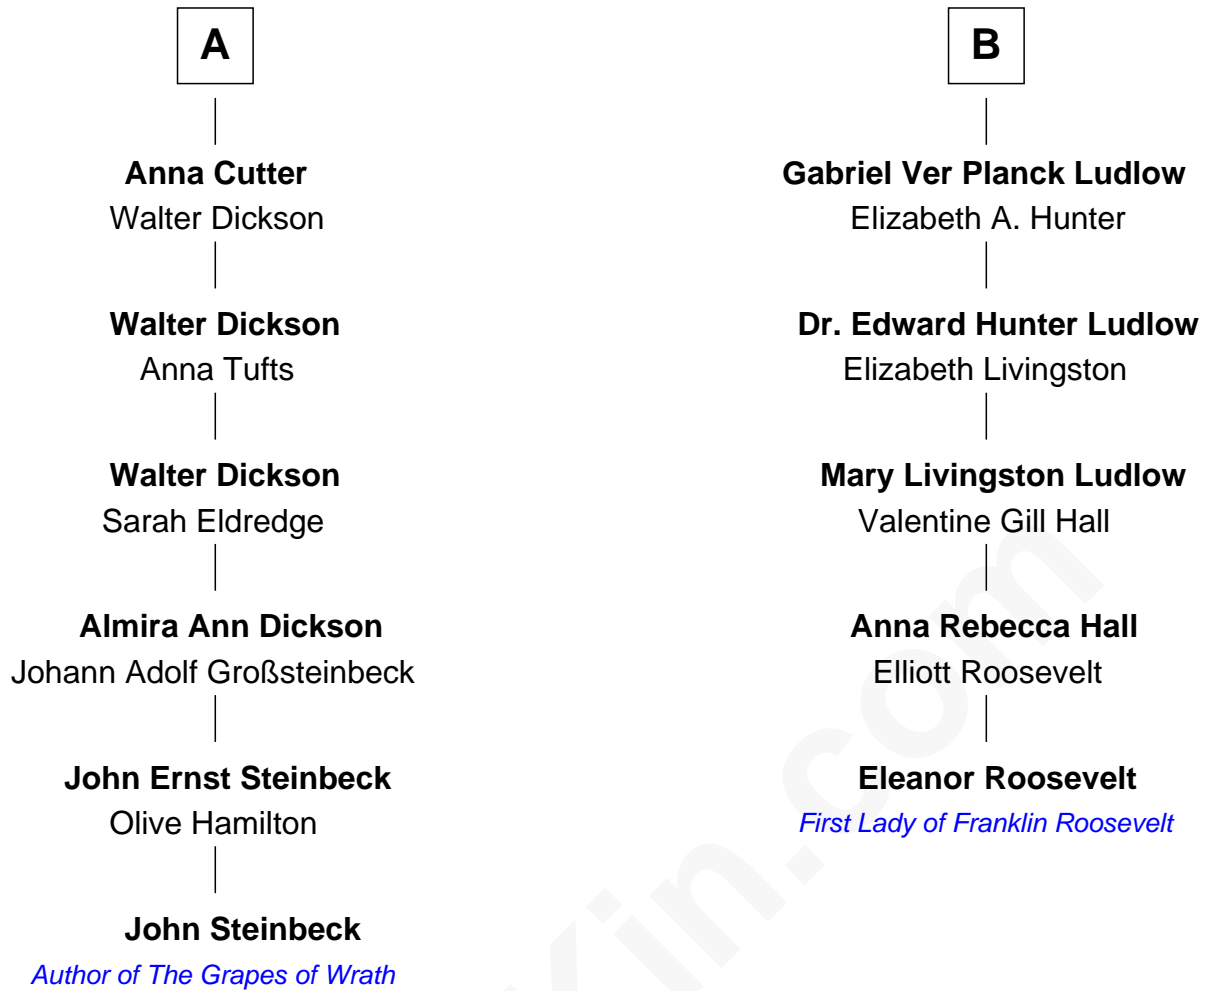 A
Anna Cutter
Walter Dickson
Walter Dickson
Anna Tufts
Walter Dickson
Sarah Eldredge
Almira Ann Dickson
Johann Adolf Großsteinbeck
John Ernst Steinbeck
Olive Hamilton
John Steinbeck
Author of The Grapes of Wrath
B
Gabriel Ver Planck Ludlow
Elizabeth A. Hunter
Dr. Edward Hunter Ludlow
Elizabeth Livingston
Mary Livingston Ludlow
Valentine Gill Hall
Anna Rebecca Hall
Elliott Roosevelt
Eleanor Roosevelt
First Lady of Franklin Roosevelt
Kin.com